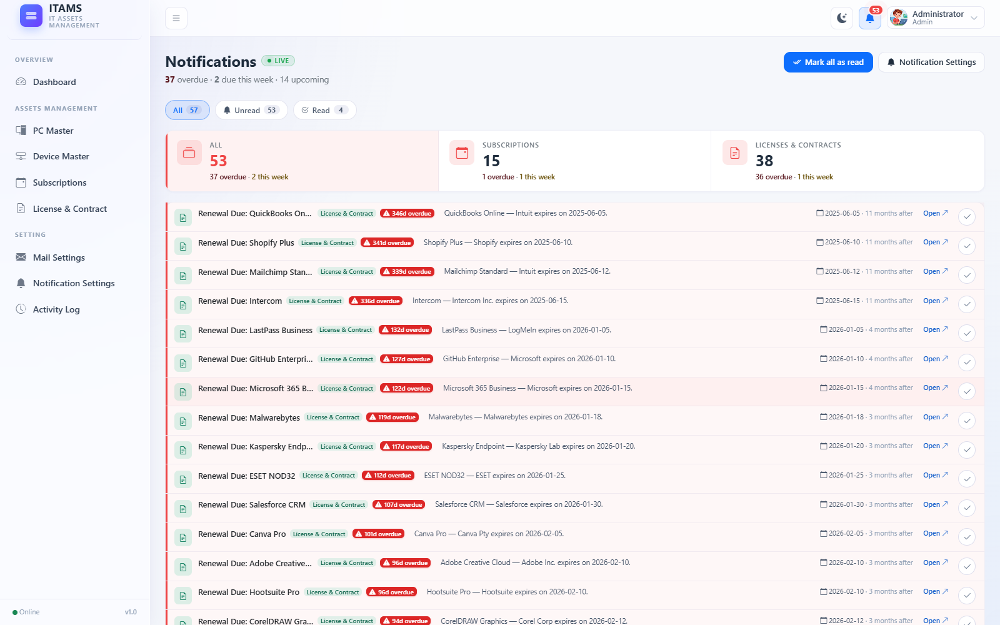 ITAMS
IT ASSETS
MANAGEMENT
OVERVIEW
Dashboard
ASSETS MANAGEMENT
PC Master
Device Master
Subscriptions
License & Contract
SETTING
Mail Settings
Notification Settings
Activity Log
Online v1.0
53
Administrator
Admin
Notifications LIVE
37 overdue · 2 due this week · 14 upcoming
Mark all as read
Notification Settings
All 57 Unread 53 Read 4
ALL
53
37 overdue · 2 this week
SUBSCRIPTIONS
15
1 overdue · 1 this week
LICENSES & CONTRACTS
38
36 overdue · 1 this week
Renewal Due: QuickBooks On... License & Contract 346d overdue QuickBooks Online — Intuit expires on 2025-06-05. 2025-06-05 · 11 months after Open
Renewal Due: Shopify Plus License & Contract 341d overdue Shopify Plus — Shopify expires on 2025-06-10. 2025-06-10 · 11 months after Open
Renewal Due: Mailchimp Stan... License & Contract 339d overdue Mailchimp Standard — Intuit expires on 2025-06-12. 2025-06-12 · 11 months after Open
Renewal Due: Intercom License & Contract 336d overdue Intercom — Intercom Inc. expires on 2025-06-15. 2025-06-15 · 11 months after Open
Renewal Due: LastPass Business License & Contract 132d overdue LastPass Business — LogMeIn expires on 2026-01-05. 2026-01-05 · 4 months after Open
Renewal Due: GitHub Enterpri... License & Contract 127d overdue GitHub Enterprise — Microsoft expires on 2026-01-10. 2026-01-10 · 4 months after Open
Renewal Due: Microsoft 365 B... License & Contract 122d overdue Microsoft 365 Business — Microsoft expires on 2026-01-15. 2026-01-15 · 4 months after Open
Renewal Due: Malwarebytes License & Contract 119d overdue Malwarebytes — Malwarebytes expires on 2026-01-18. 2026-01-18 · 3 months after Open
Renewal Due: Kaspersky Endp... License & Contract 117d overdue Kaspersky Endpoint — Kaspersky Lab expires on 2026-01-20. 2026-01-20 · 3 months after Open
Renewal Due: ESET NOD32 License & Contract 112d overdue ESET NOD32 — ESET expires on 2026-01-25. 2026-01-25 · 3 months after Open
Renewal Due: Salesforce CRM License & Contract 107d overdue Salesforce CRM — Salesforce expires on 2026-01-30. 2026-01-30 · 3 months after Open
Renewal Due: Canva Pro License & Contract 101d overdue Canva Pro — Canva Pty expires on 2026-02-05. 2026-02-05 · 3 months after Open
Renewal Due: Adobe Creative... License & Contract 96d overdue Adobe Creative Cloud — Adobe Inc. expires on 2026-02-10. 2026-02-10 · 3 months after Open
Renewal Due: Hootsuite Pro License & Contract 96d overdue Hootsuite Pro — Hootsuite expires on 2026-02-10. 2026-02-10 · 3 months after Open
Renewal Due: CorelDRAW Gra... License & Contract 94d overdue CorelDRAW Graphics — Corel Corp expires on 2026-02-12. 2026-02-12 · 3 months after Open